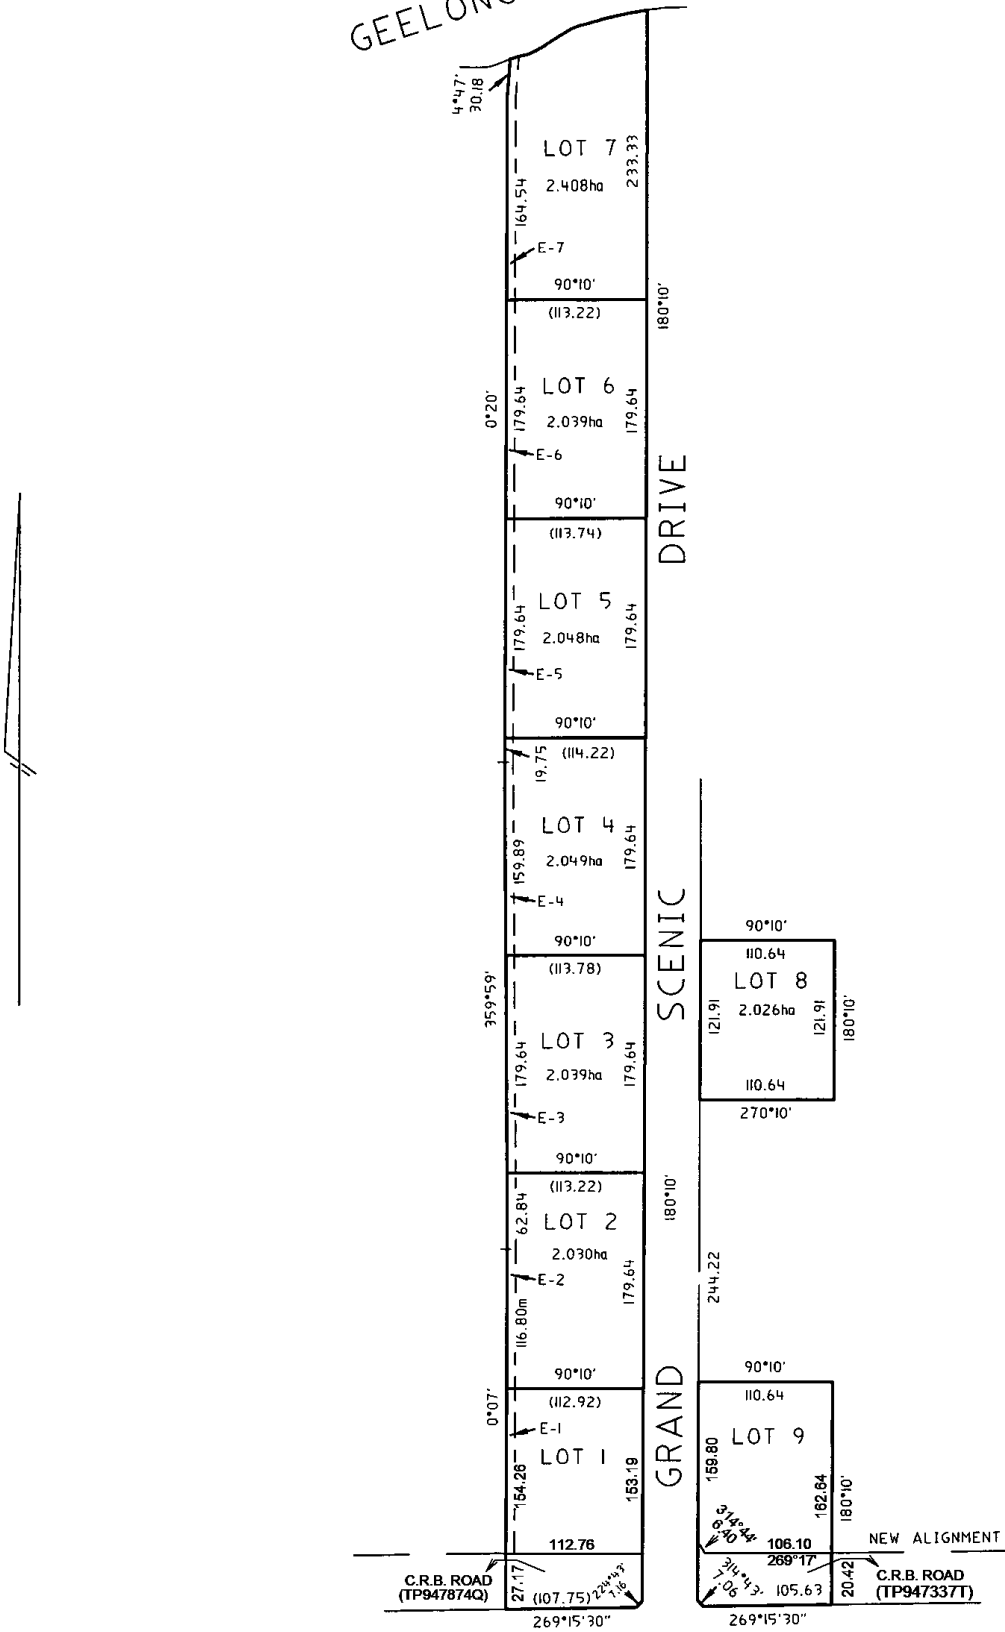 GEELONG
4°47'
30.18
LOT 7
2.408ha
233.33
164.54
E-7
90°10'
(113.22)
180°10'
LOT 6
2.039ha
0°20'
179.64
179.64
E-6
90°10'
(113.74)
DRIVE
LOT 5
2.048ha
179.64
179.64
E-5
90°10'
(114.22)
19.75
LOT 4
2.049ha
159.89
179.64
E-4
90°10'
(113.78)
SCENIC
359°59'
LOT 3
2.039ha
179.64
179.64
E-3
90°10'
(113.22)
62.84
180°10'
LOT 2
2.030ha
E-2
179.64
116.80m
90°10'
(112.92)
0°07'
E-1
LOT 1
GRAND
154.26
153.19
112.76
C.R.B. ROAD
(TP947874Q)
27.17
(107.75)
224°43'
7.16
269°15'30"
90°10'
110.64
LOT 8
2.026ha
121.91
121.91
180°10'
110.64
270°10'
244.22
90°10'
110.64
LOT 9
159.80
162.64
180°10'
314°44'
6.40
106.10
NEW ALIGNMENT
269°17'
314°43'
7.06
105.63
20.42
C.R.B. ROAD
(TP947337T)
269°15'30"